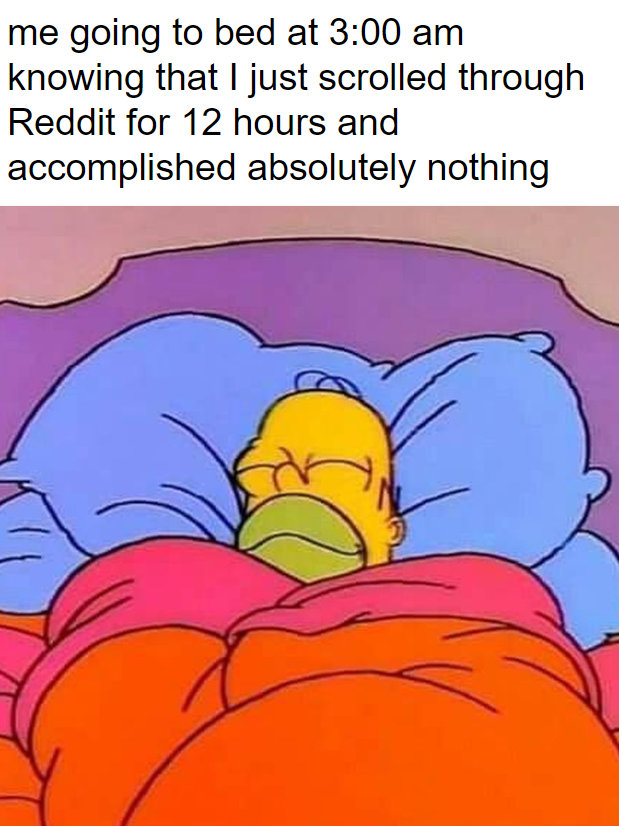 me going to bed at 3:00 am
knowing that I just scrolled through
Reddit for 12 hours and
accomplished absolutely nothing